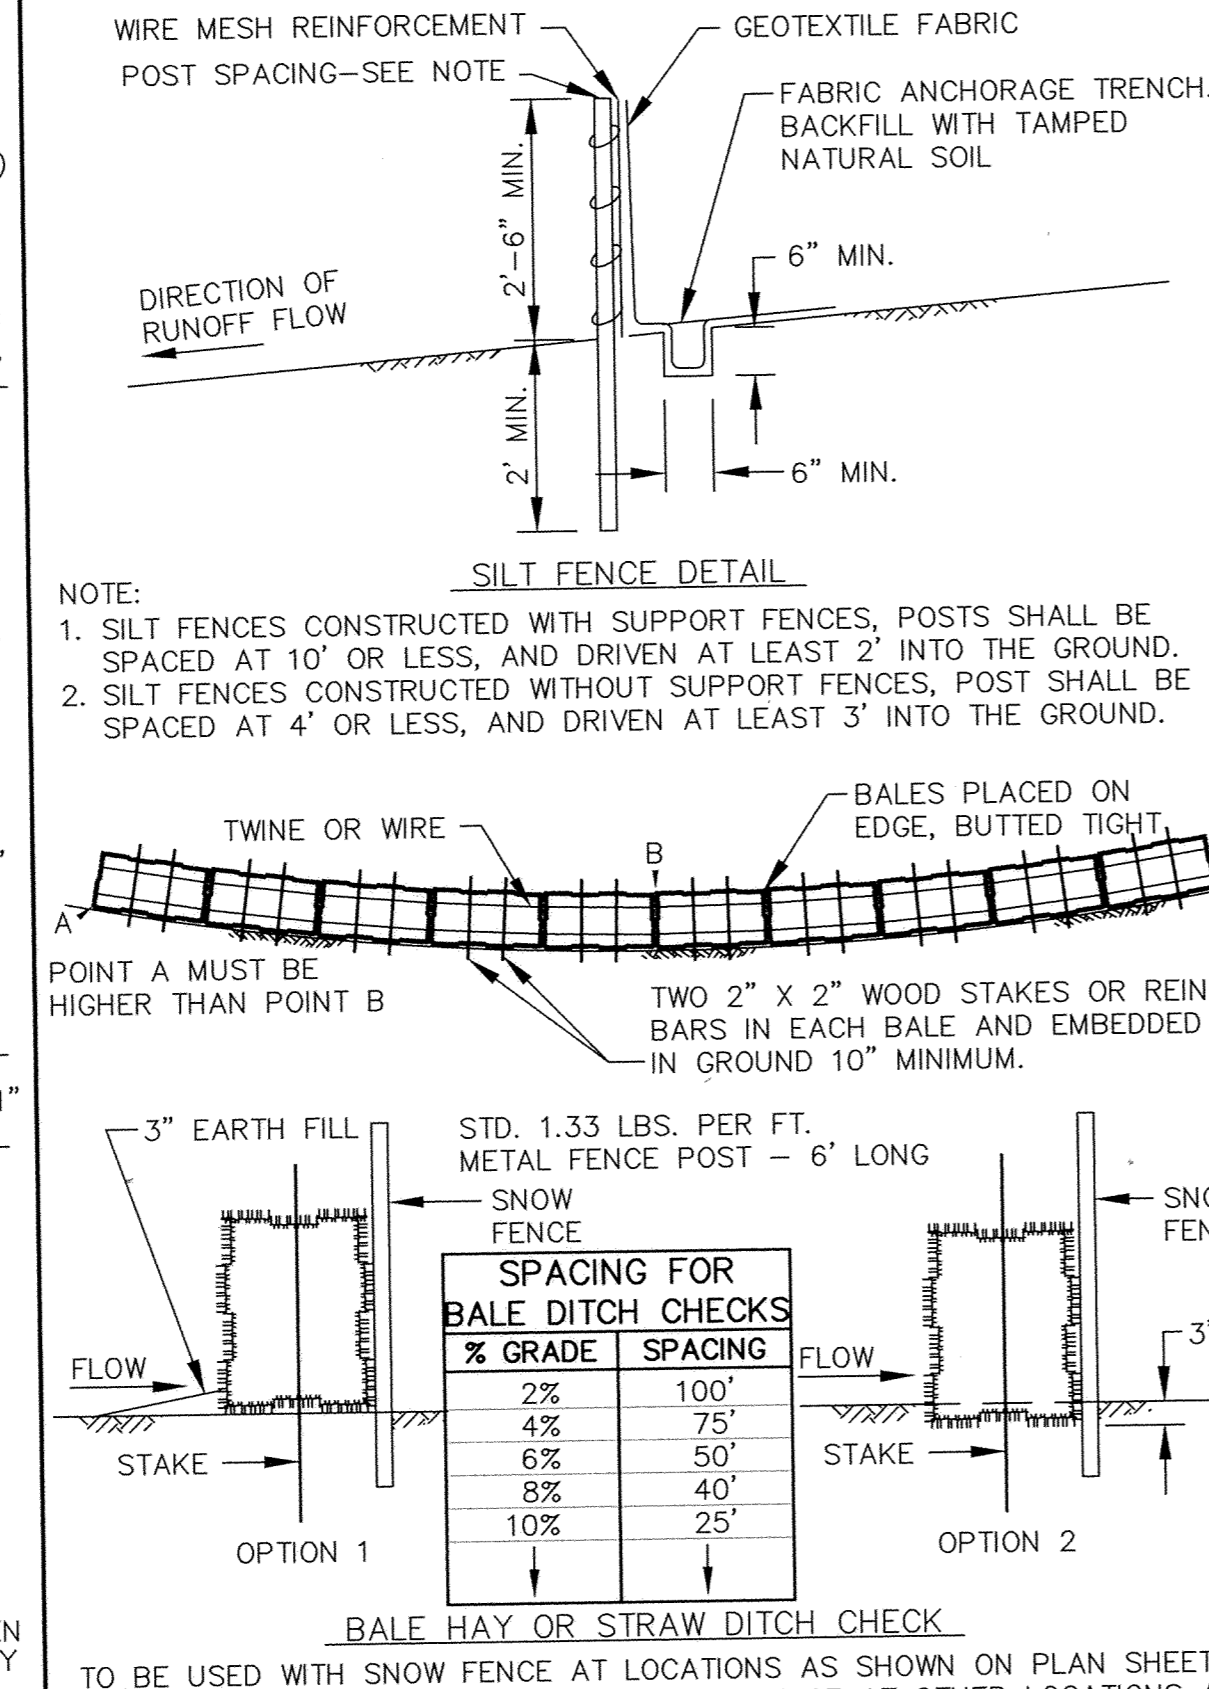 WIRE MESH REINFORCEMENT
GEOTEXTILE FABRIC
POST SPACING-SEE NOTE
FABRIC ANCHORAGE TRENCH.
BACKFILL WITH TAMPED
NATURAL SOIL
2'-6" MIN.
6" MIN.
DIRECTION OF
RUNOFF FLOW
2' MIN.
6" MIN.
SILT FENCE DETAIL
NOTE:
1. SILT FENCES CONSTRUCTED WITH SUPPORT FENCES, POSTS SHALL BE
SPACED AT 10' OR LESS, AND DRIVEN AT LEAST 2' INTO THE GROUND.
2. SILT FENCES CONSTRUCTED WITHOUT SUPPORT FENCES, POST SHALL BE
SPACED AT 4' OR LESS, AND DRIVEN AT LEAST 3' INTO THE GROUND.
BALES PLACED ON
EDGE, BUTTED TIGHT
TWINE OR WIRE
B
A
POINT A MUST BE
HIGHER THAN POINT B
TWO 2" X 2" WOOD STAKES OR REIN
BARS IN EACH BALE AND EMBEDDED
IN GROUND 10" MINIMUM.
3" EARTH FILL
STD. 1.33 LBS. PER FT.
METAL FENCE POST - 6' LONG
SNOW
FENCE
SPACING FOR
BALE DITCH CHECKS
% GRADE SPACING
2% 100'
4% 75'
6% 50'
8% 40'
10% 25'
FLOW
STAKE
OPTION 1
FLOW
STAKE
OPTION 2
BALE HAY OR STRAW DITCH CHECK
TO BE USED WITH SNOW FENCE AT LOCATIONS AS SHOWN ON PLAN SHEET
OTHER LOCATIONS